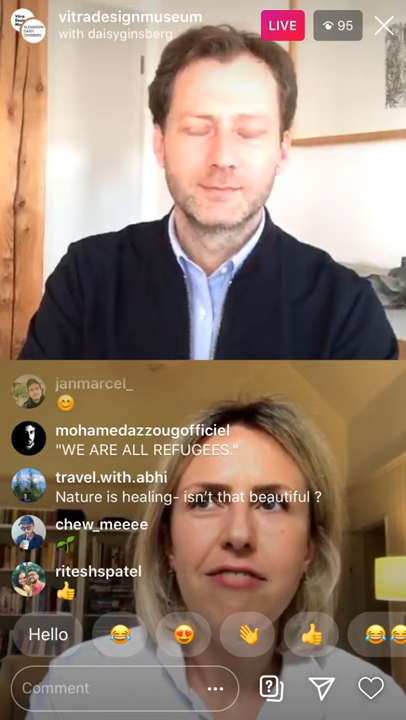 vitradesignmuseum
with daisyginsberg
LIVE
95
janmarcel_
😊
mohamedazzougofficiel
"WE ARE ALL REFUGEES."
travel.with.abhi
Nature is healing- isn't that beautiful ?
chew_meeee
🌱
riteshspatel
👍
Hello 😂 😍 👋 👍 😂😂
Comment